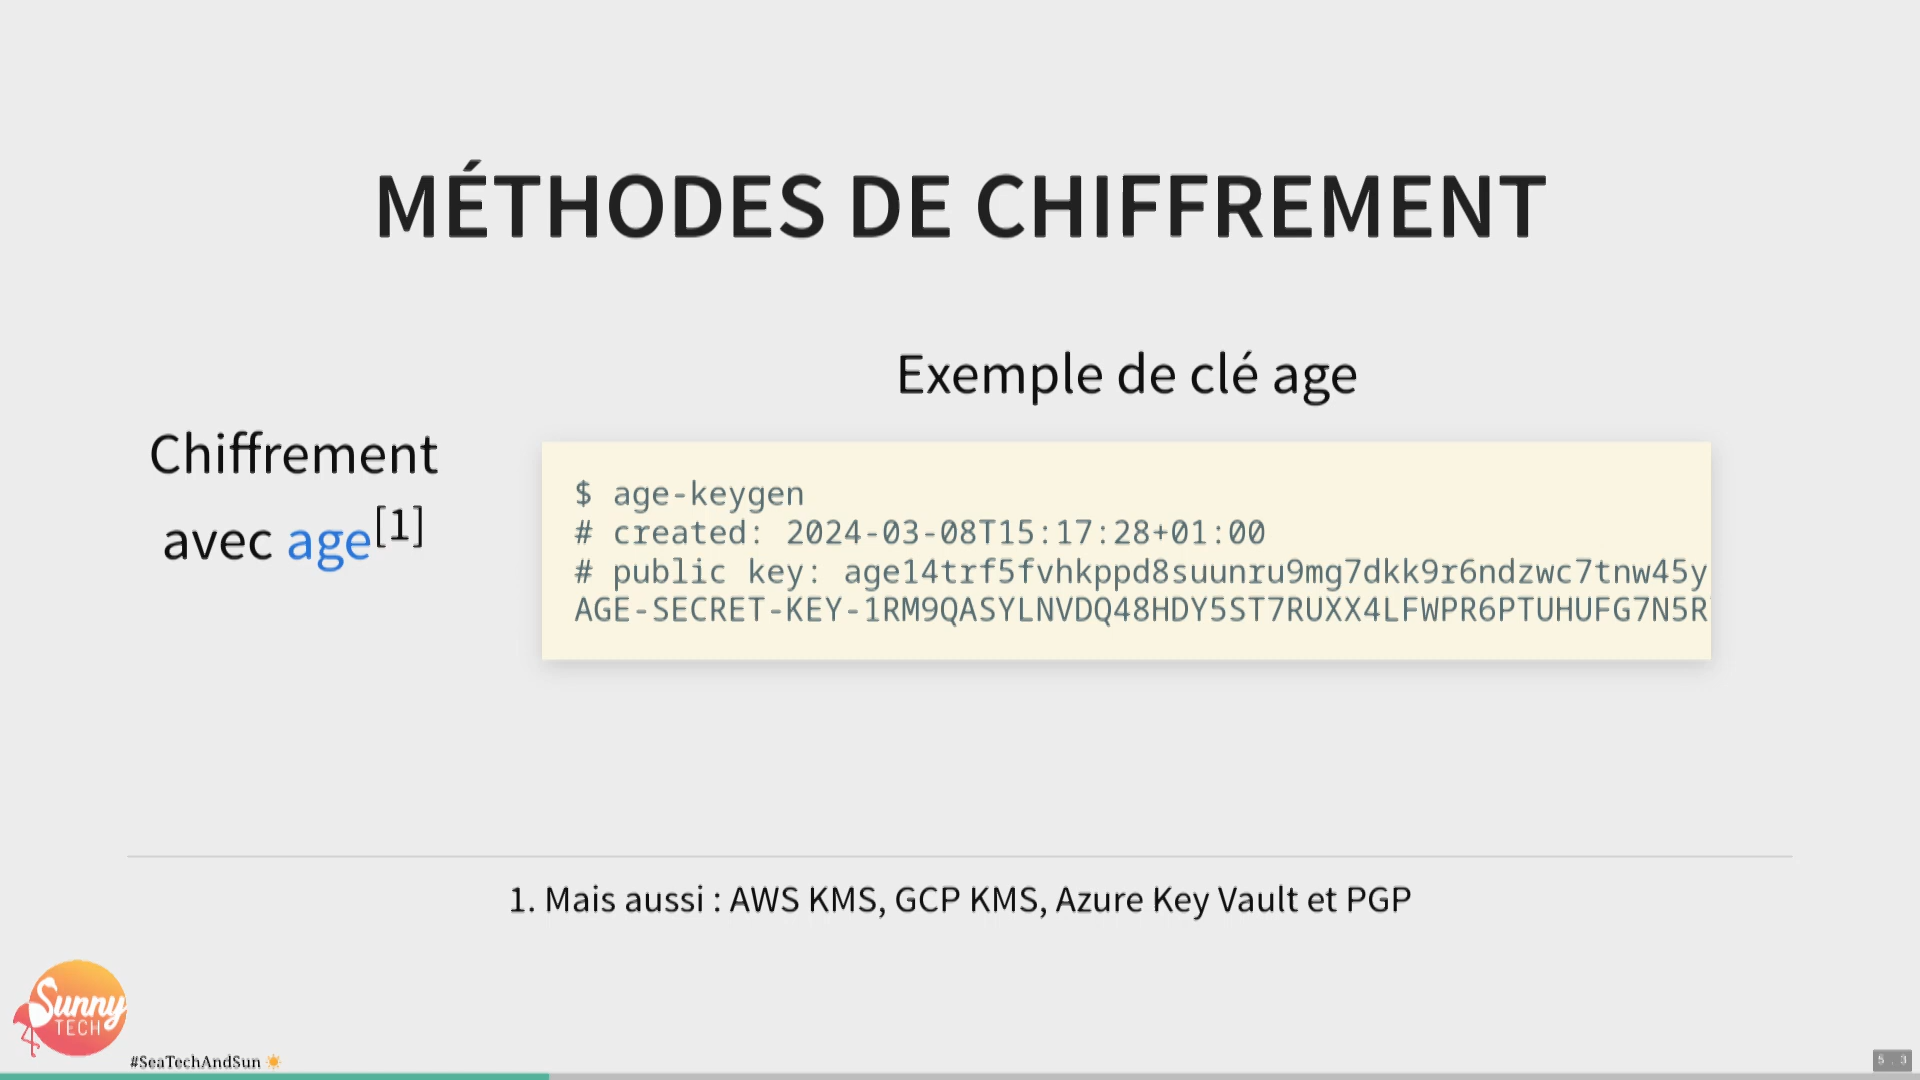 MÉTHODES DE CHIFFREMENT
Chiffrement
avec age[1]
Exemple de clé age
$ age-keygen
# created: 2024-03-08T15:17:28+01:00
# public key: age14trf5fvhkppd8suunru9mg7dkk9r6ndzwc7tnw45y
AGE-SECRET-KEY-1RM9QASYLNVDQ48HDY5ST7RUXX4LFWPR6PTUHUFG7N5R
1. Mais aussi : AWS KMS, GCP KMS, Azure Key Vault et PGP
Sunny
TECH
#SeaTechAndSun
5.3